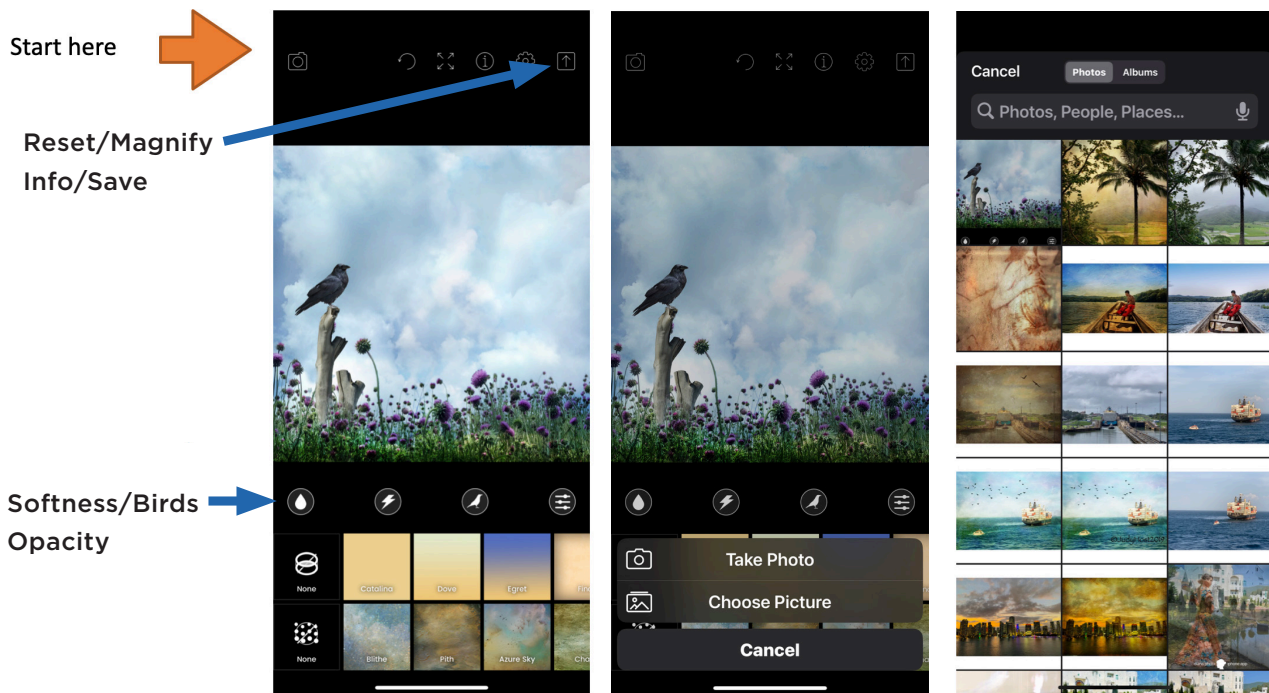 Start here
Reset/Magnify
Info/Save
Softness/Birds
Opacity
None
Catalina
Dove
Egret
None
Blithe
Pith
Azure Sky
Take Photo
Choose Picture
Cancel
Cancel
Photos
Albums
Photos, People, Places...